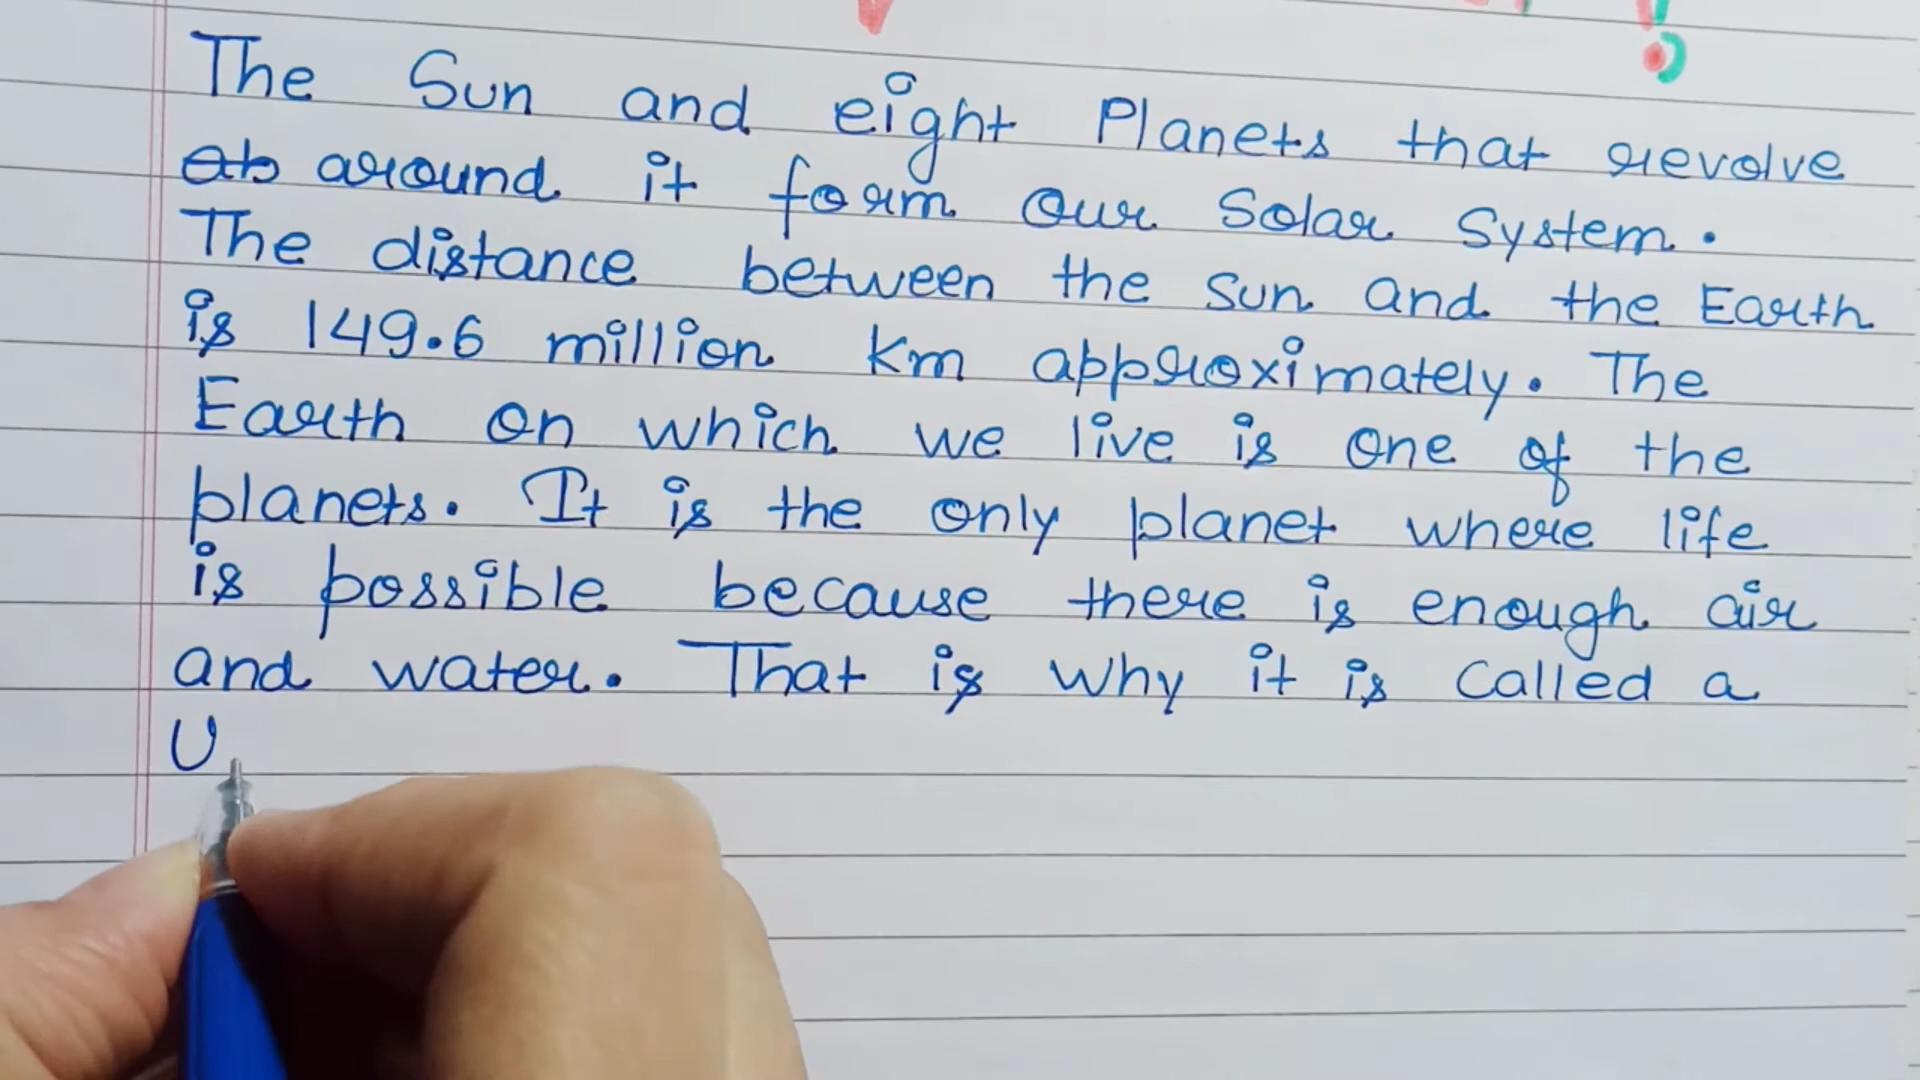 The Sun and eight Planets that revolve
around it form our Solar System.
The distance between the sun and the Earth
is 149.6 million km approximately. The
Earth on which we live is one of the
planets. It is the only planet where life
is possible because there is enough air
and water. That is why it is called a
U